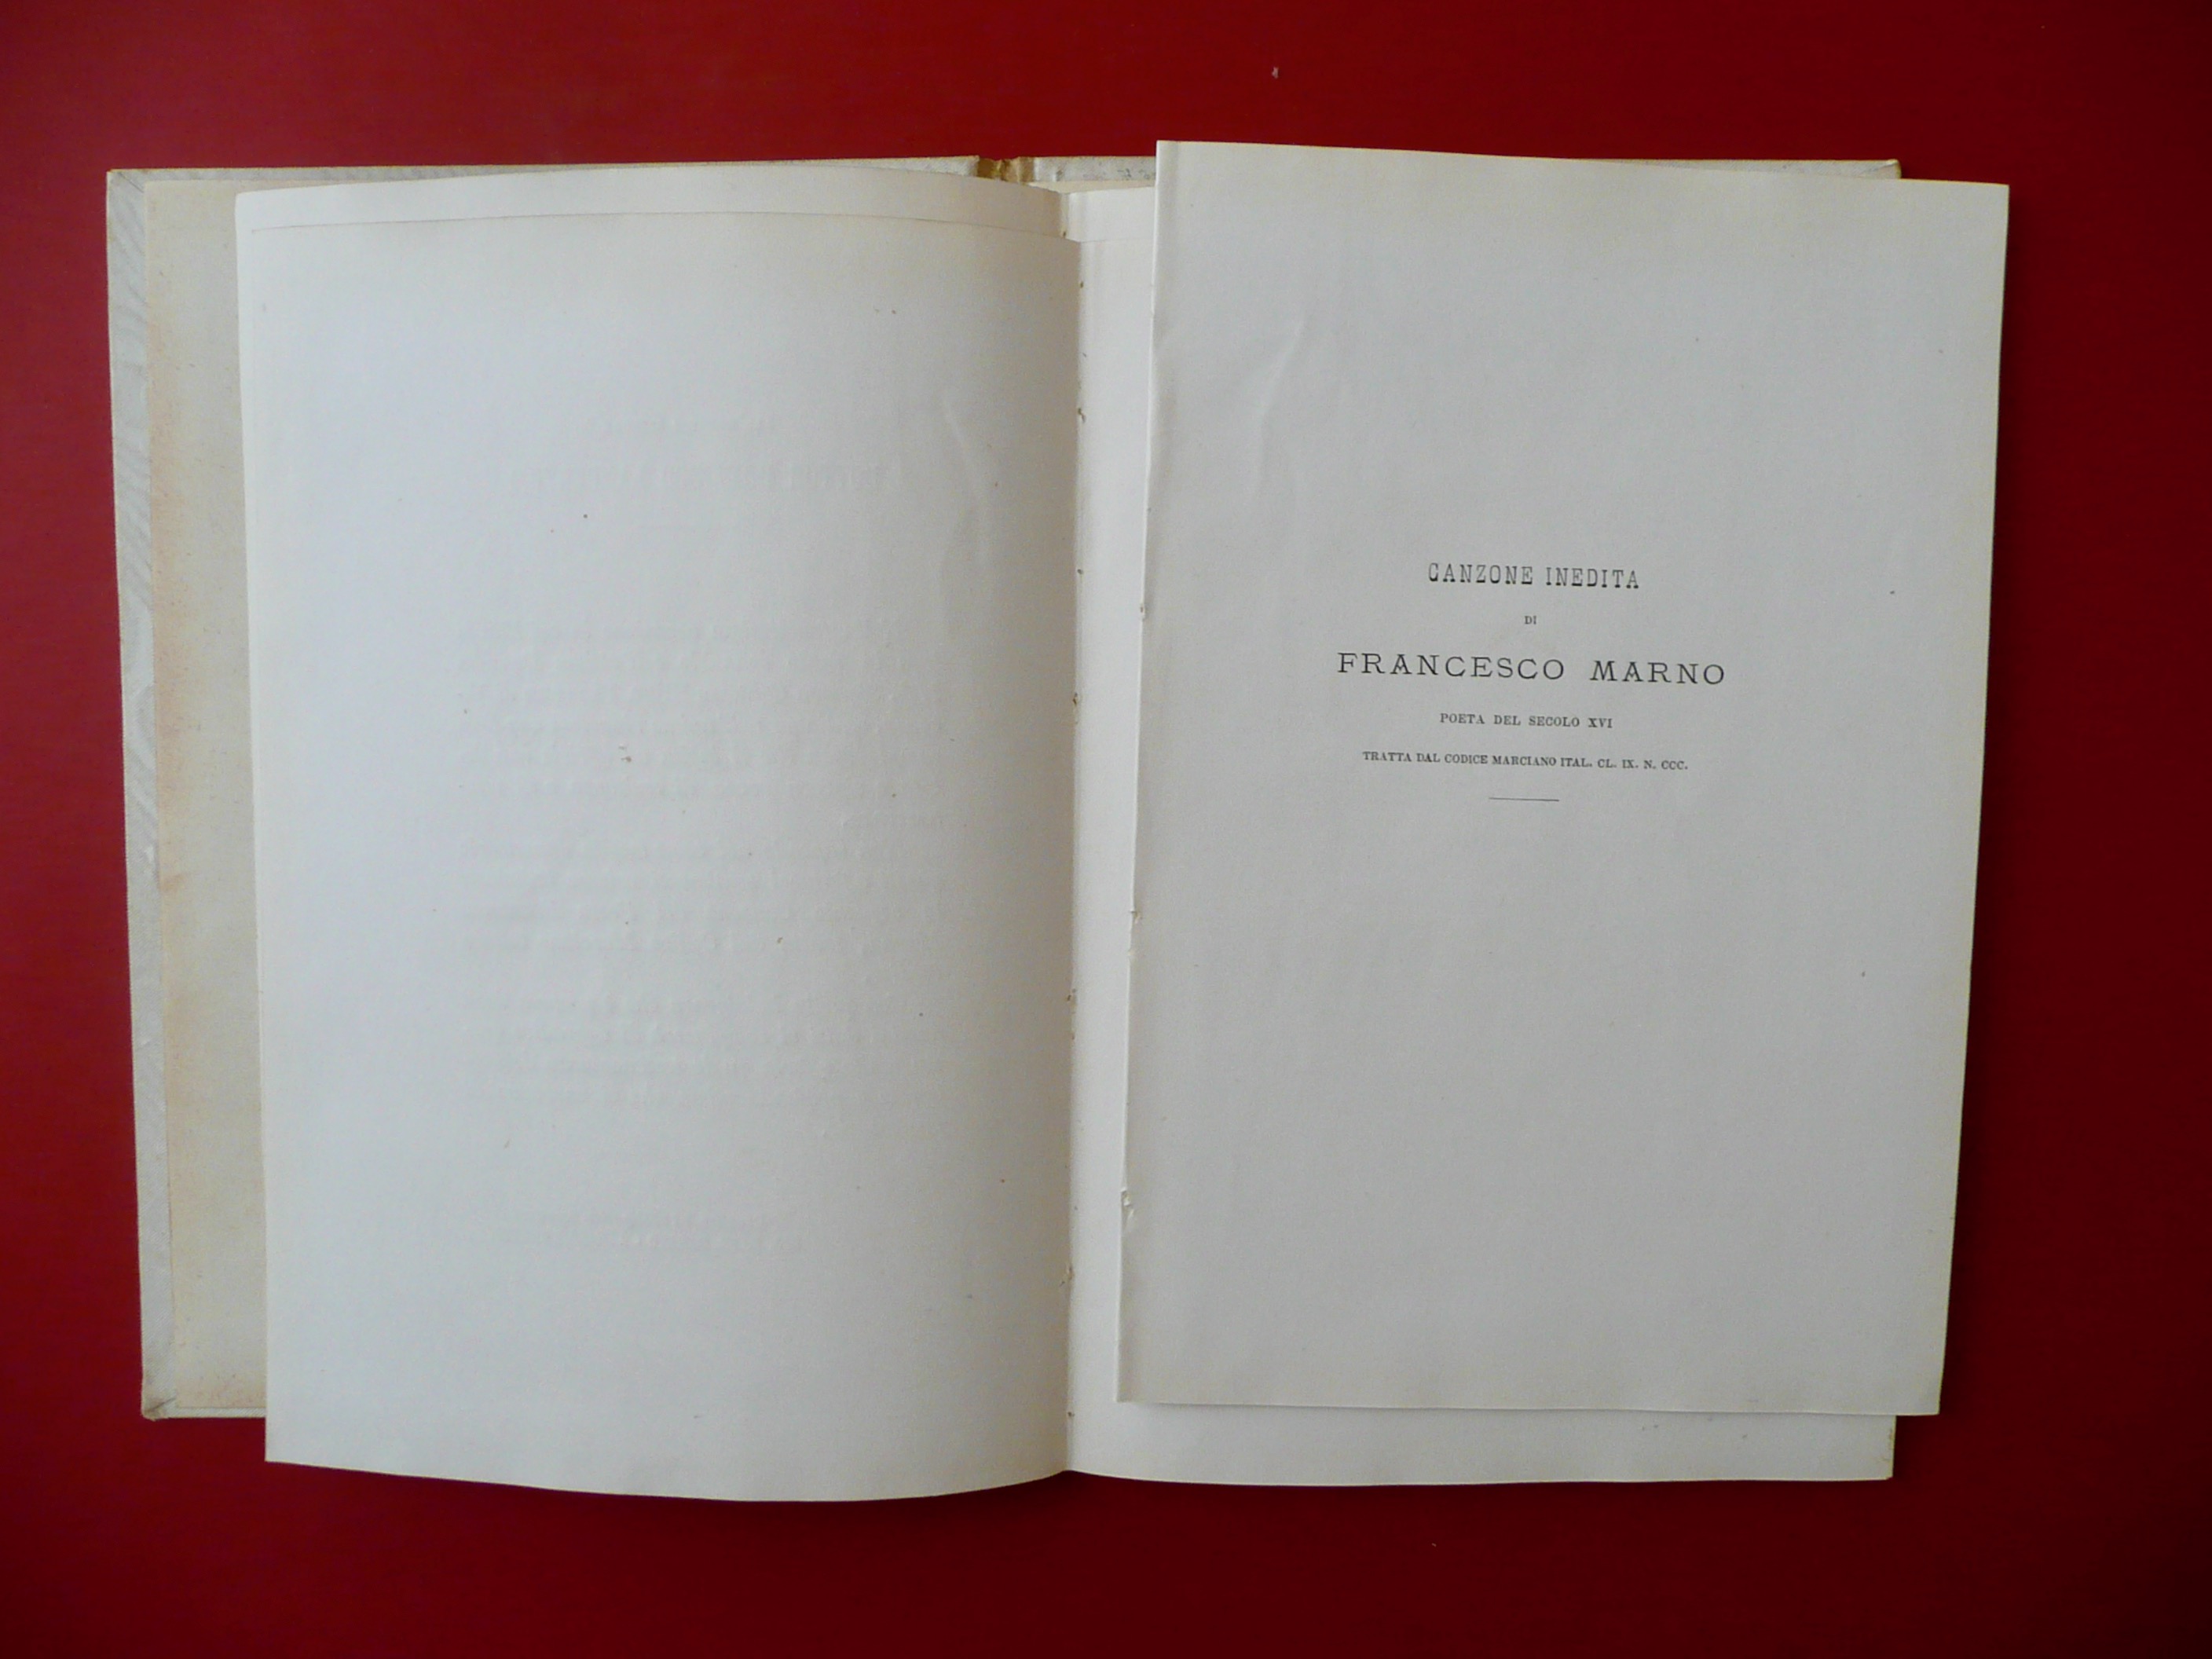 CANZONE INEDITA
DI
FRANCESCO MARNO
POETA DEL SECOLO XVI
TRATTA DAL CODICE MARCIANO ITAL. CL. IX. N. CCC.